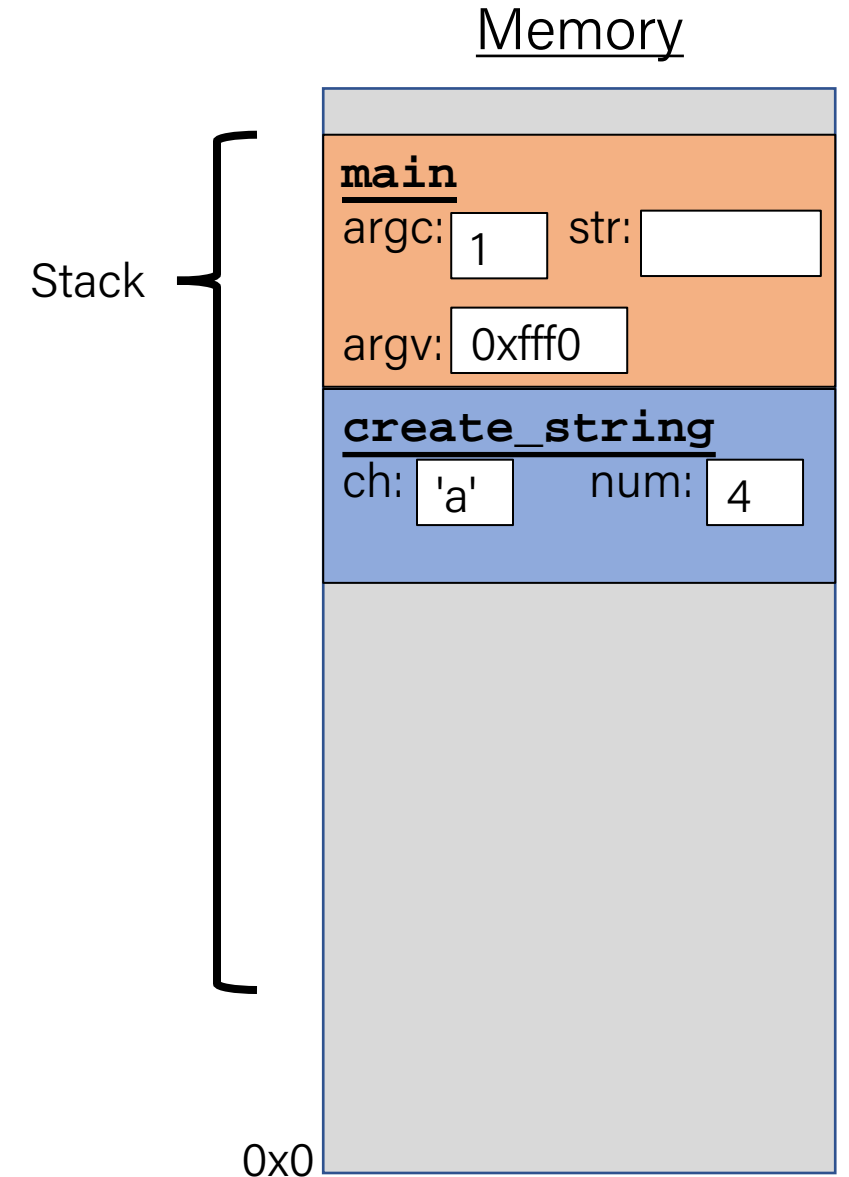 Memory
main
argc: 1 str:
Stack
argv: 0xfff0
create_string
ch: 'a' num: 4
0x0